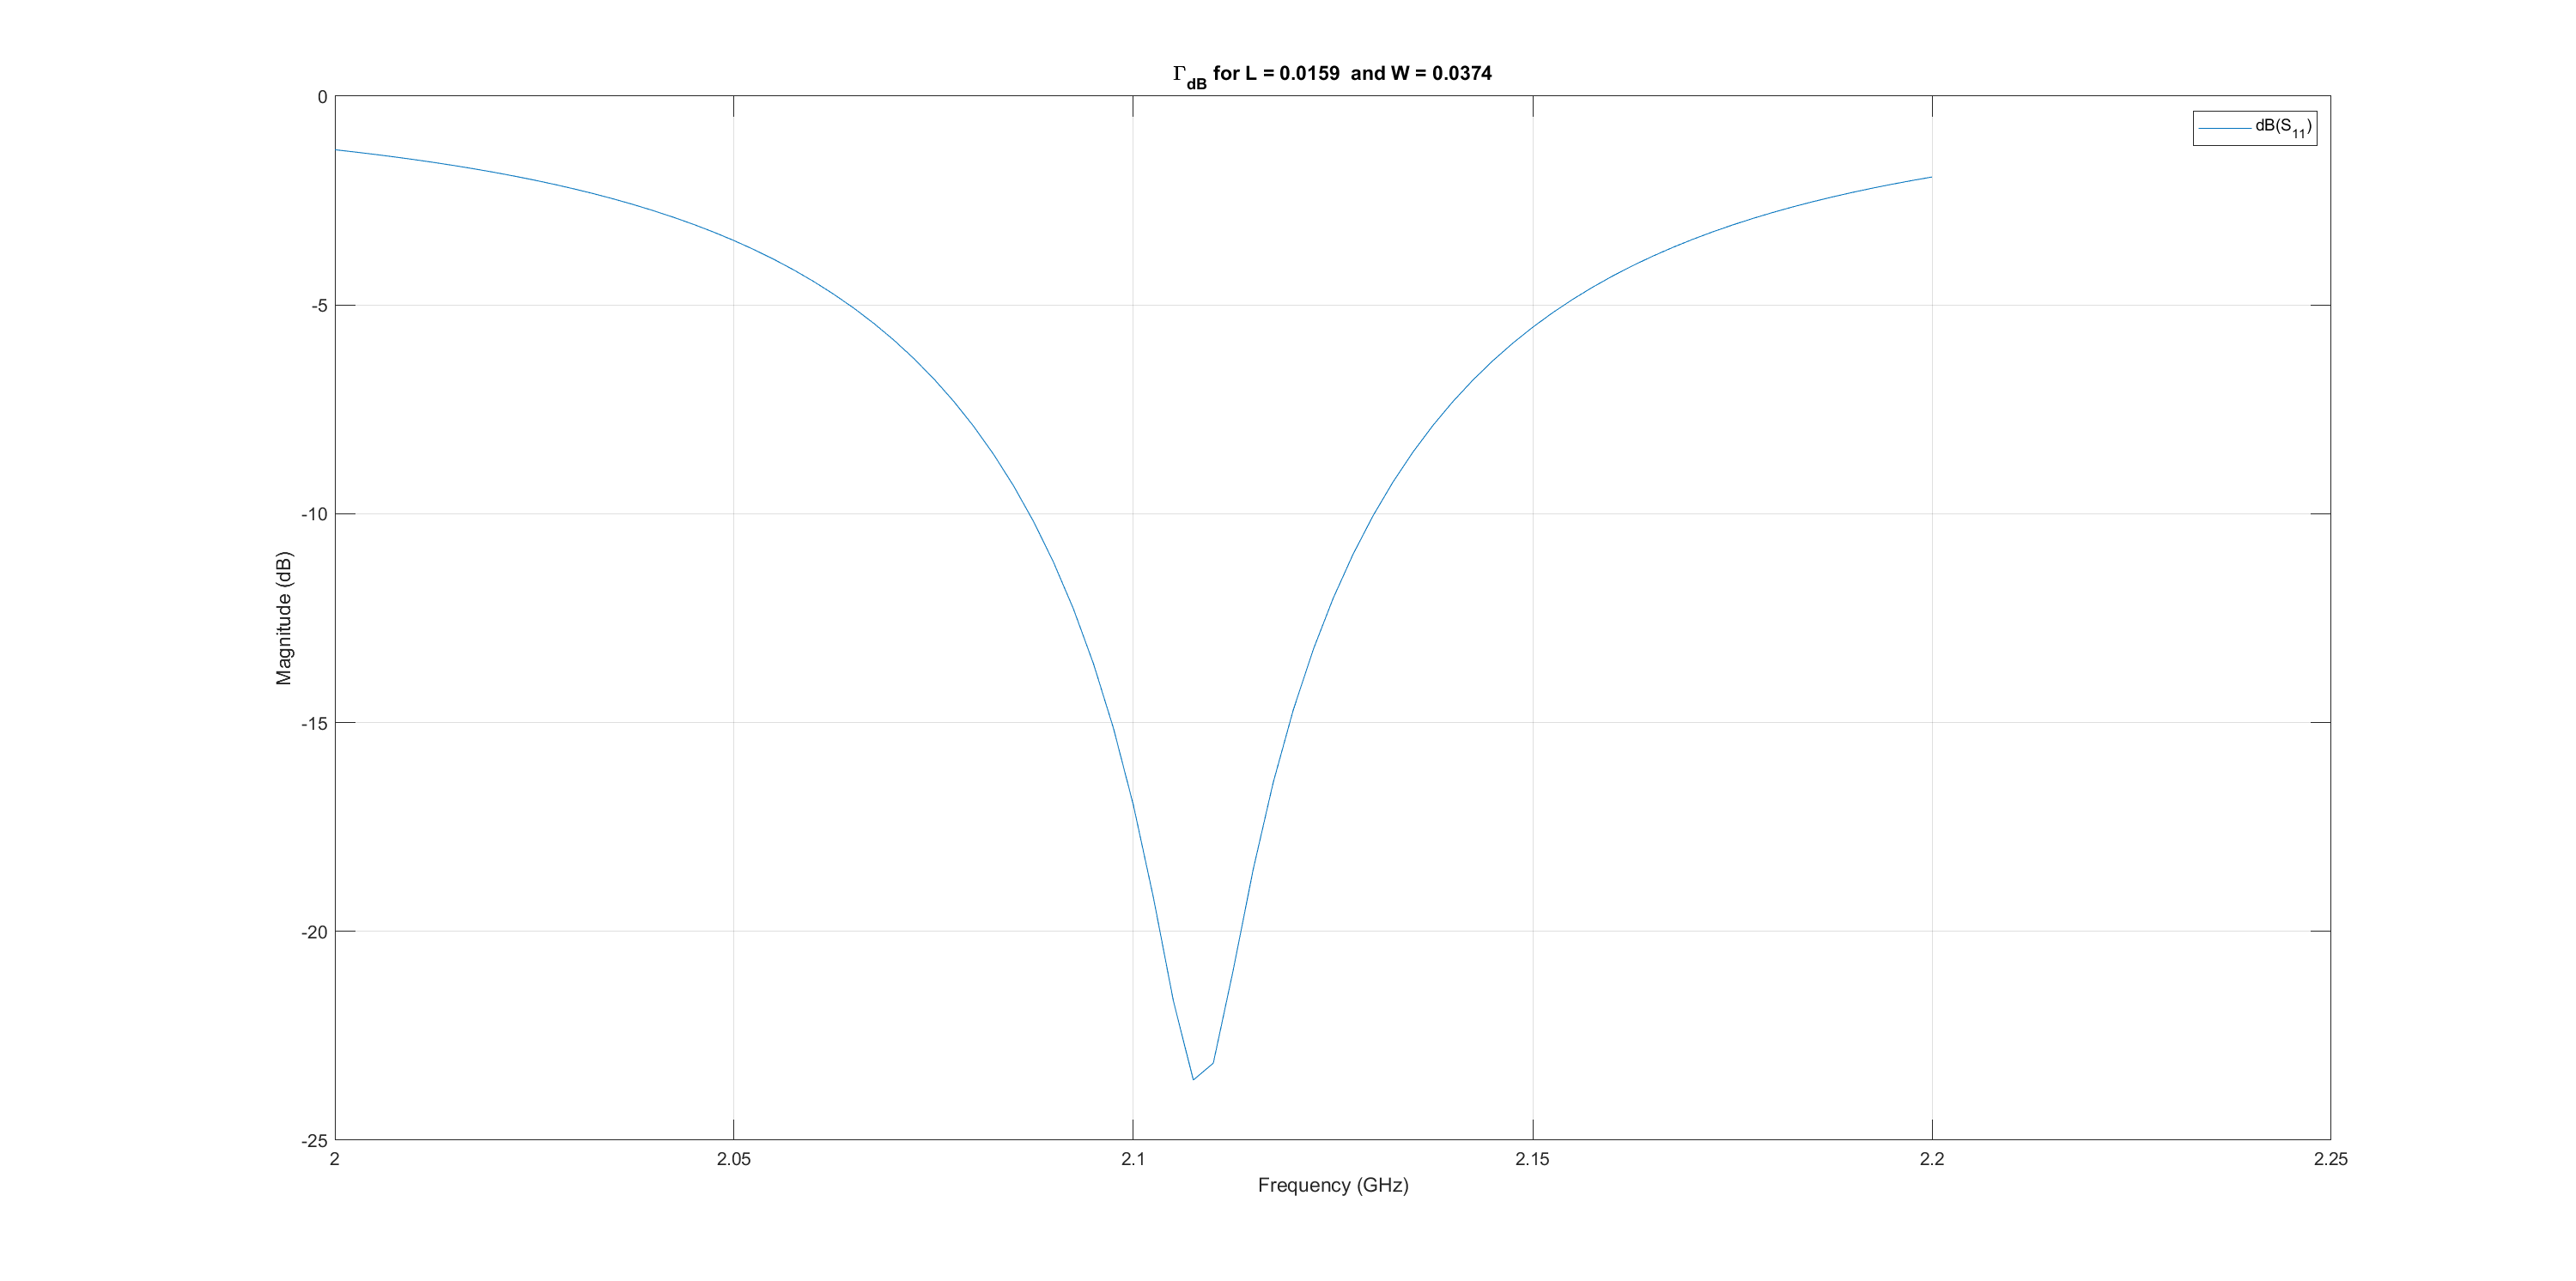 ΓdB for L = 0.0159 and W = 0.0374
dB(S11)
0
-5
-10
-15
-20
-25
Magnitude (dB)
2 2.05 2.1 2.15 2.2 2.25
Frequency (GHz)